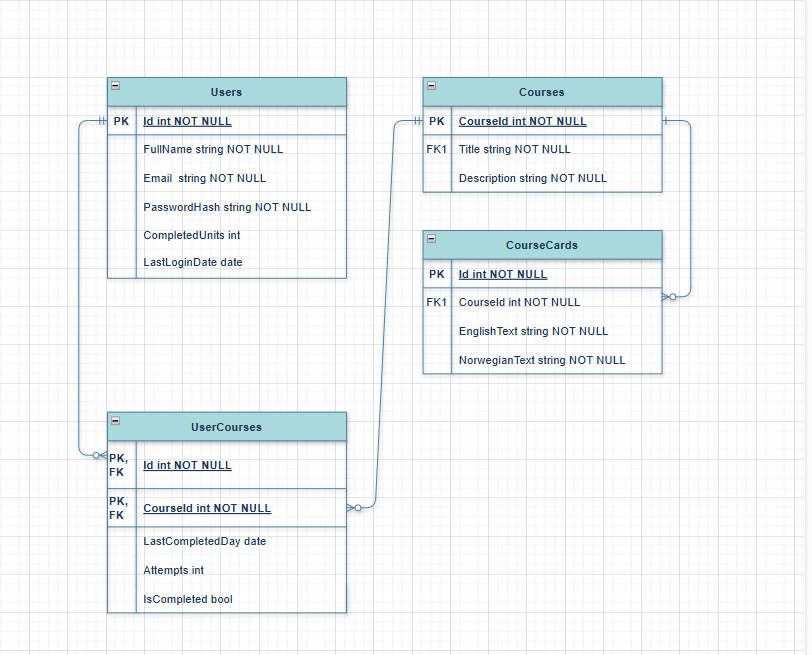 Users
PK Id int NOT NULL
FullName string NOT NULL
Email string NOT NULL
PasswordHash string NOT NULL
CompletedUnits int
LastLoginDate date
Courses
PK CourseId int NOT NULL
FK1 Title string NOT NULL
Description string NOT NULL
CourseCards
PK Id int NOT NULL
FK1 CourseId int NOT NULL
EnglishText string NOT NULL
NorwegianText string NOT NULL
UserCourses
PK, FK Id int NOT NULL
PK, FK CourseId int NOT NULL
LastCompletedDay date
Attempts int
IsCompleted bool